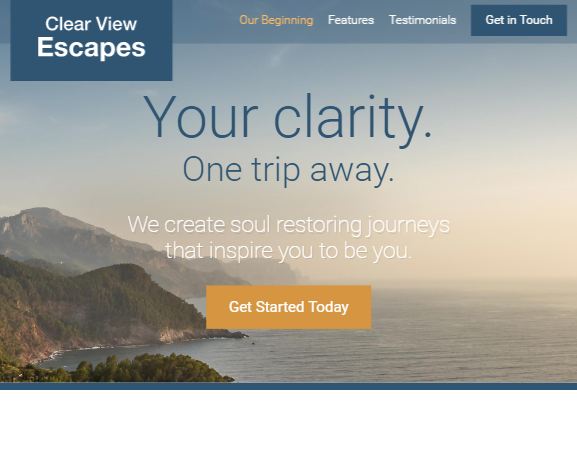 Clear View
Escapes
Our Beginning
Features
Testimonials
Get in Touch
Your clarity.
One trip away.
We create soul restoring journeys
that inspire you to be you.
Get Started Today